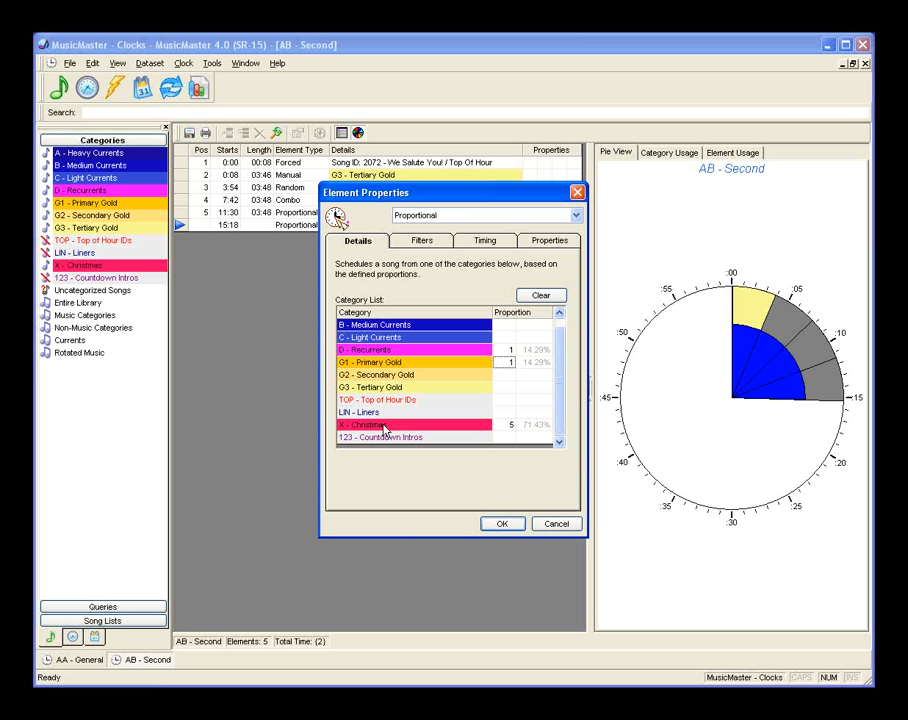 MusicMaster - Clocks - MusicMaster 4.0 (SR-15) - [AB - Second]
File Edit View Dataset Clock Tools Window Help
Search:
Categories
A - Heavy Currents
B - Medium Currents
C - Light Currents
D - Recurrents
G1 - Primary Gold
G2 - Secondary Gold
G3 - Tertiary Gold
TOP - Top of Hour IDs
LIN - Liners
X - Christmas
123 - Countdown Intros
Uncategorized Songs
Entire Library
Music Categories
Non-Music Categories
Currents
Rotated Music
Queries
Song Lists
Pos Starts Length Element Type Details Properties
1 0:00 00:08 Forced Song ID: 2072 - We Salute You! / Top Of Hour
2 0:08 03:46 Manual G3 - Tertiary Gold
3 3:54 03:48 Random
4 7:42 03:48 Combo
5 11:30 03:48 Proportional
15:18 Proportional
Element Properties
Proportional
Details Filters Timing Properties
Schedules a song from one of the categories below, based on
the defined proportions.
Category List:
Clear
Category Proportion
B - Medium Currents
C - Light Currents
D - Recurrents 1 14.29%
G1 - Primary Gold 1 14.29%
G2 - Secondary Gold
G3 - Tertiary Gold
TOP - Top of Hour IDs
LIN - Liners
X - Christmas 5 71.43%
123 - Countdown Intros
OK Cancel
Pie View Category Usage Element Usage
AB - Second
:00
:05
:10
:15
:20
:25
:30
:35
:40
:45
:50
:55
AB - Second Elements: 5 Total Time: {2}
AA - General AB - Second
Ready
MusicMaster - Clocks CAPS NUM INS